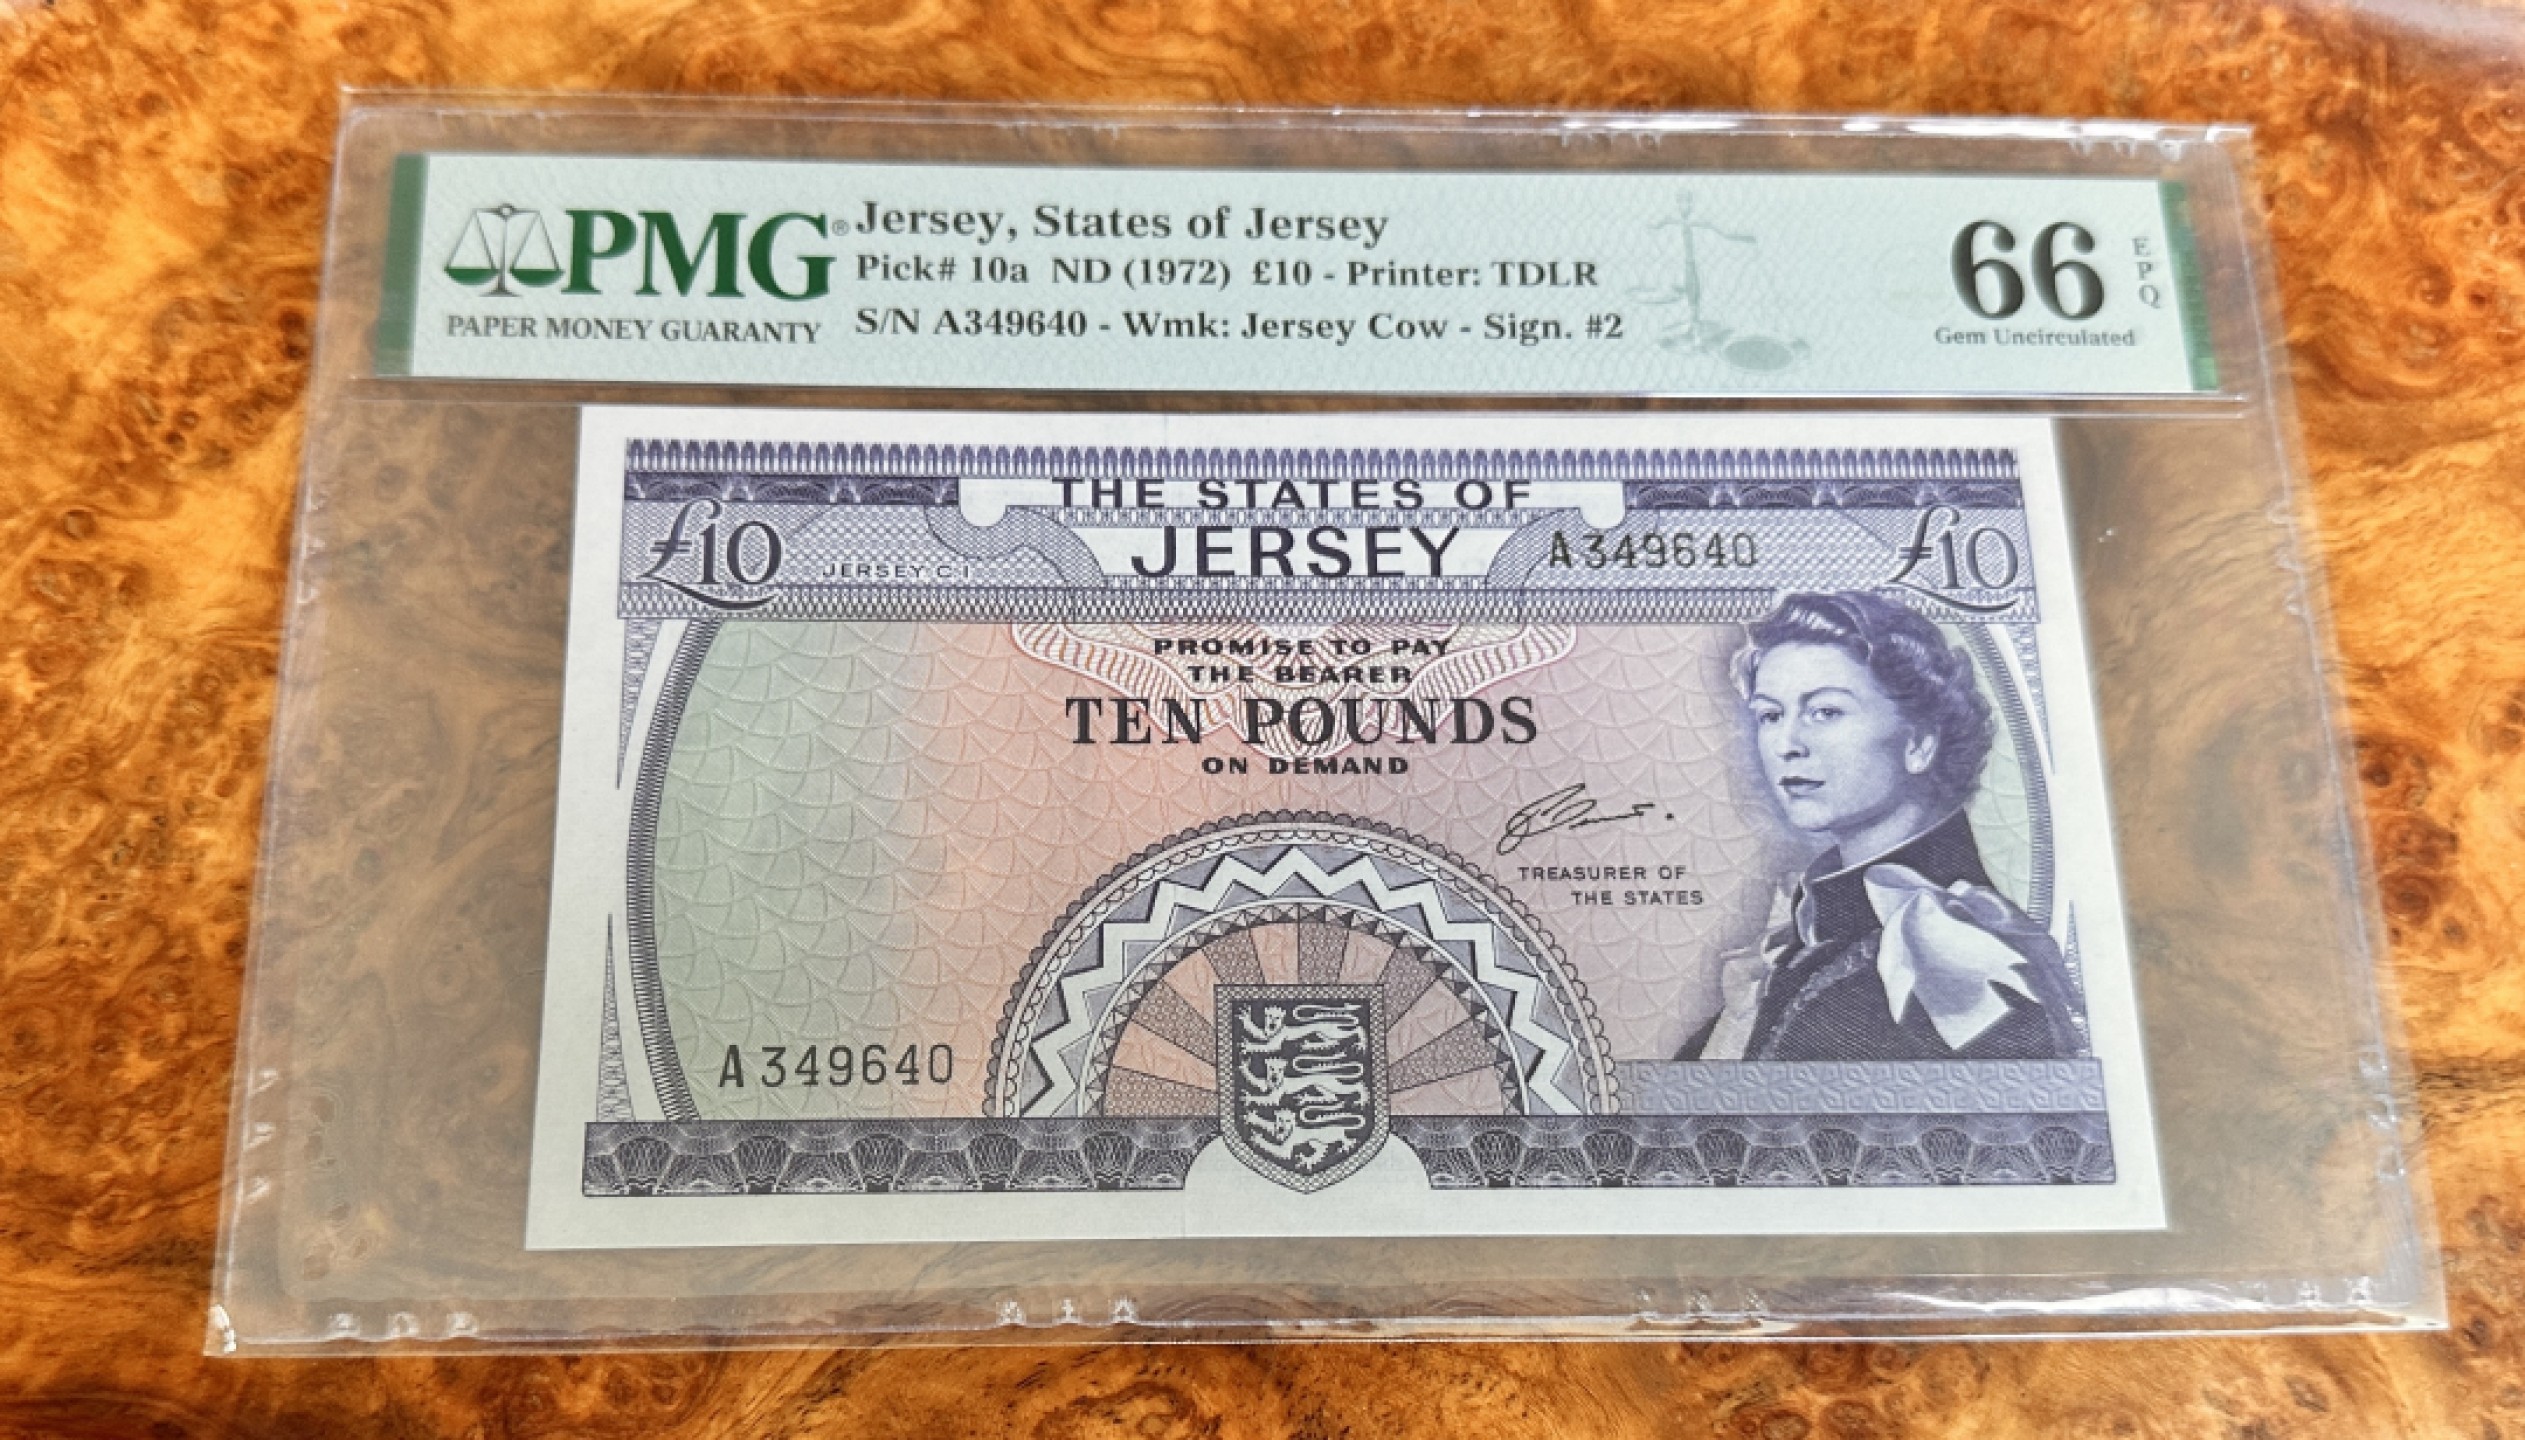 PMG®
PAPER MONEY GUARANTY
Jersey, States of Jersey
Pick# 10a ND (1972) £10 - Printer: TDLR
S/N A349640 - Wmk: Jersey Cow - Sign. #2
66
EPQ
Gem Uncirculated
THE STATES OF
JERSEY
£10
JERSEY C.I
A349640
£10
PROMISE TO PAY
THE BEARER
TEN POUNDS
ON DEMAND
TREASURER OF
THE STATES
A349640